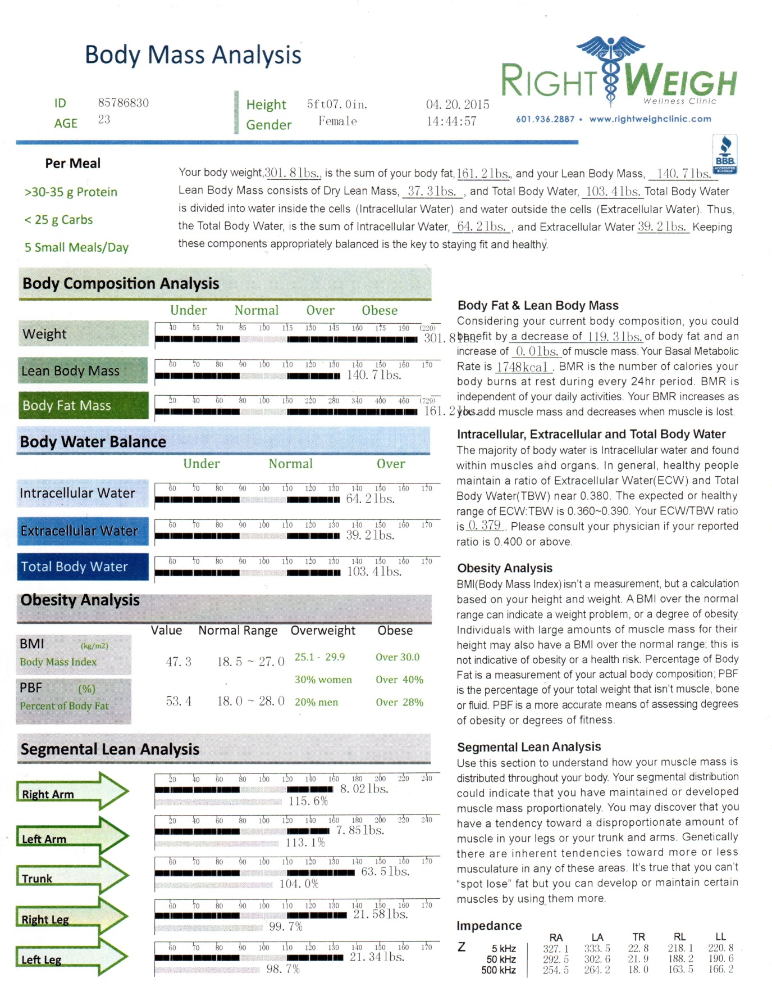 Body Mass Analysis
RIGHT WEIGH
Wellness Clinic
601.936.2887 • www.rightweighclinic.com
BBB.
ACCREDITED
BUSINESS
ID 85786830
AGE 23
Height 5ft07.0in.
Gender Female
04.20.2015
14:44:57
Per Meal
>30-35 g Protein
< 25 g Carbs
5 Small Meals/Day
Your body weight, 301.8lbs., is the sum of your body fat, 161.2lbs., and your Lean Body Mass, 140.7lbs.
Lean Body Mass consists of Dry Lean Mass, 37.3lbs. , and Total Body Water, 103.4lbs. Total Body Water
is divided into water inside the cells (Intracellular Water) and water outside the cells (Extracellular Water). Thus,
the Total Body Water, is the sum of Intracellular Water, 64.2lbs. , and Extracellular Water 39.2lbs. Keeping
these components appropriately balanced is the key to staying fit and healthy.
Body Composition Analysis
Under Normal Over Obese
Weight
40 55 70 85 100 115 130 145 160 175 190 (220)
301.8lbs.
Lean Body Mass
60 70 80 90 100 110 120 130 140 150 160 170
140.7lbs.
Body Fat Mass
20 40 60 80 100 160 220 280 340 400 460 (729)
161.2lbs.
Body Water Balance
Under Normal Over
Intracellular Water
60 70 80 90 100 110 120 130 140 150 160 170
64.2lbs.
Extracellular Water
60 70 80 90 100 110 120 130 140 150 160 170
39.2lbs.
Total Body Water
60 70 80 90 100 110 120 130 140 150 160 170
103.4lbs.
Obesity Analysis
Value Normal Range Overweight Obese
BMI (kg/m2)
Body Mass Index
47.3 18.5 ~ 27.0 25.1 - 29.9 Over 30.0
30% women Over 40%
PBF (%)
Percent of Body Fat
53.4 18.0 ~ 28.0 20% men Over 28%
Segmental Lean Analysis
Right Arm
20 40 60 80 100 120 140 160 180 200 220 240
8.02lbs.
115.6%
Left Arm
20 40 60 80 100 120 140 160 180 200 220 240
7.85lbs.
113.1%
Trunk
60 70 80 90 100 110 120 130 140 150 160 170
63.5lbs.
104.0%
Right Leg
60 70 80 90 100 110 120 130 140 150 160 170
21.58lbs.
99.7%
Left Leg
60 70 80 90 100 110 120 130 140 150 160 170
21.34lbs.
98.7%
Body Fat & Lean Body Mass
Considering your current body composition, you could
benefit by a decrease of 119.3lbs. of body fat and an
increase of 0.0lbs. of muscle mass. Your Basal Metabolic
Rate is 1748kcal . BMR is the number of calories your
body burns at rest during every 24hr period. BMR is
independent of your daily activities. Your BMR increases as
you add muscle mass and decreases when muscle is lost.
Intracellular, Extracellular and Total Body Water
The majority of body water is Intracellular water and found
within muscles and organs. In general, healthy people
maintain a ratio of Extracellular Water(ECW) and Total
Body Water(TBW) near 0.380. The expected or healthy
range of ECW:TBW is 0.360~0.390. Your ECW/TBW ratio
is 0.379 . Please consult your physician if your reported
ratio is 0.400 or above.
Obesity Analysis
BMI(Body Mass Index) isn't a measurement, but a calculation
based on your height and weight. A BMI over the normal
range can indicate a weight problem, or a degree of obesity.
Individuals with large amounts of muscle mass for their
height may also have a BMI over the normal range; this is
not indicative of obesity or a health risk. Percentage of Body
Fat is a measurement of your actual body composition; PBF
is the percentage of your total weight that isn't muscle, bone
or fluid. PBF is a more accurate means of assessing degrees
of obesity or degrees of fitness.
Segmental Lean Analysis
Use this section to understand how your muscle mass is
distributed throughout your body. Your segmental distribution
could indicate that you have maintained or developed
muscle mass proportionately. You may discover that you
have a tendency toward a disproportionate amount of
muscle in your legs or your trunk and arms. Genetically
there are inherent tendencies toward more or less
musculature in any of these areas. It's true that you can't
“spot lose” fat but you can develop or maintain certain
muscles by using them more.
Impedance
RA LA TR RL LL
Z 5 kHz 327.1 333.5 22.8 218.1 220.8
50 kHz 292.5 302.6 21.9 188.2 190.6
500 kHz 254.5 264.2 18.0 163.5 166.2